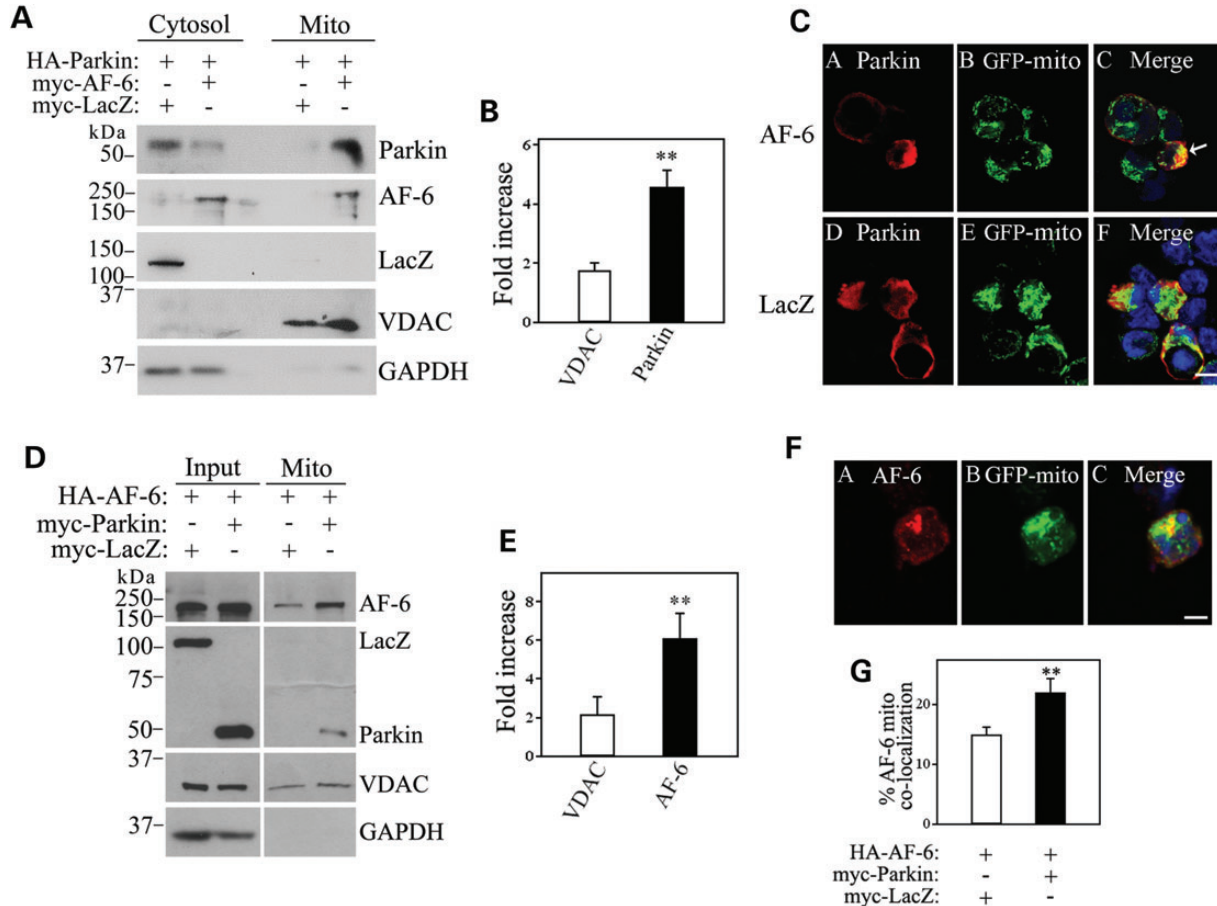 A
Cytosol Mito
HA-Parkin: + + + +
myc-AF-6: - + - +
myc-LacZ: + - + -
kDa
50 Parkin
250
150 AF-6
150
100 LacZ
37
VDAC
37 GAPDH
B
Fold increase
6
4
2
0
**
VDAC Parkin
C
A Parkin B GFP-mito C Merge
AF-6
D Parkin E GFP-mito F Merge
LacZ
D
Input Mito
HA-AF-6: + + + +
myc-Parkin: - + - +
myc-LacZ: + - + -
kDa
250
150 AF-6
100 LacZ
75
50 Parkin
37
VDAC
37 GAPDH
E
Fold increase
8
6
4
2
0
**
VDAC AF-6
F
A AF-6 B GFP-mito C Merge
G
% AF-6 mito
co-localization
20
10
0
**
HA-AF-6: + +
myc-Parkin: - +
myc-LacZ: + -